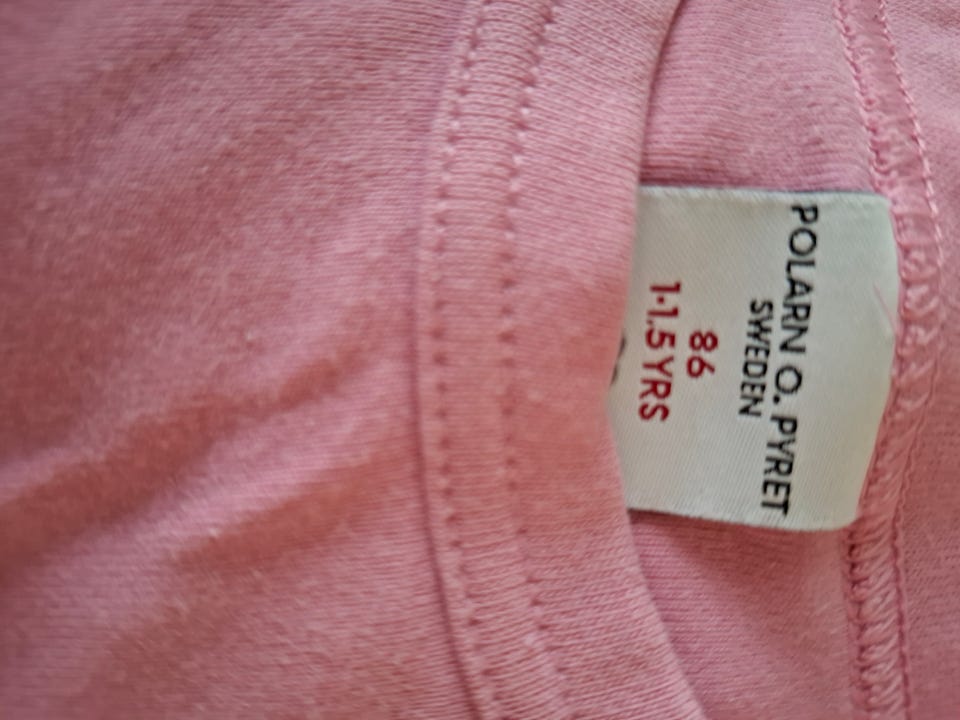 POLARN O. PYRET
SWEDEN
86
1-1.5 YRS